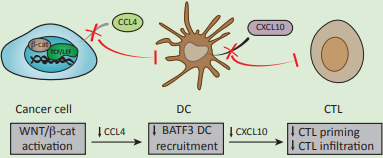 CCL4
CXCL10
β-cat
TCF/LEF
Cancer cell
DC
CTL
WNT/β-cat
activation
↓ CCL4
↓ BATF3 DC
recruitment
↓ CXCL10
↓ CTL priming
↓ CTL infiltration